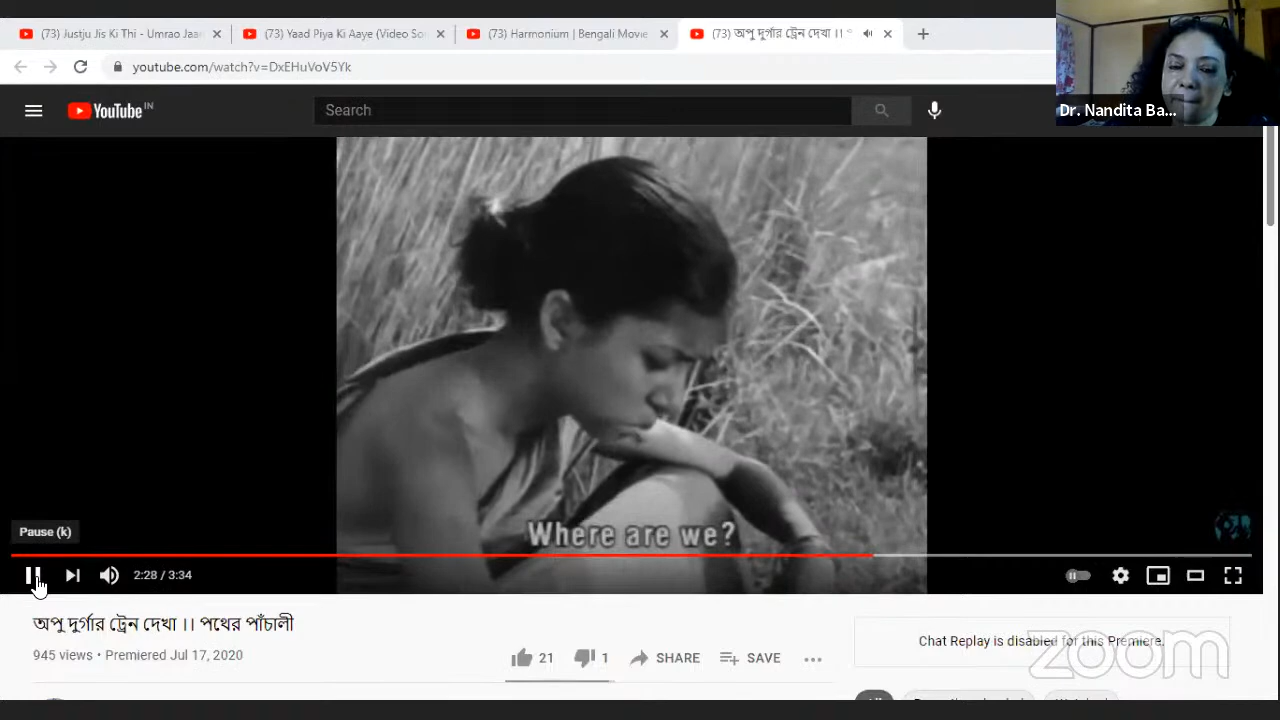 (73) Justju Jis Ki Thi - Umrao Jaa
(73) Yaad Piya Ki Aaye (Video So
(73) Harmonium | Bengali Movie
(73) অপু দুর্গার ট্রেন দেখা ।।
youtube.com/watch?v=DxEHuVoV5Yk
YouTube IN
Search
Dr. Nandita Ba...
Where are we?
Pause (k)
2:28 / 3:34
অপু দুর্গার ট্রেন দেখা ।। পথের পাঁচালী
945 views • Premiered Jul 17, 2020
21
1
SHARE
SAVE
Chat Replay is disabled for this Premiere.
zoom